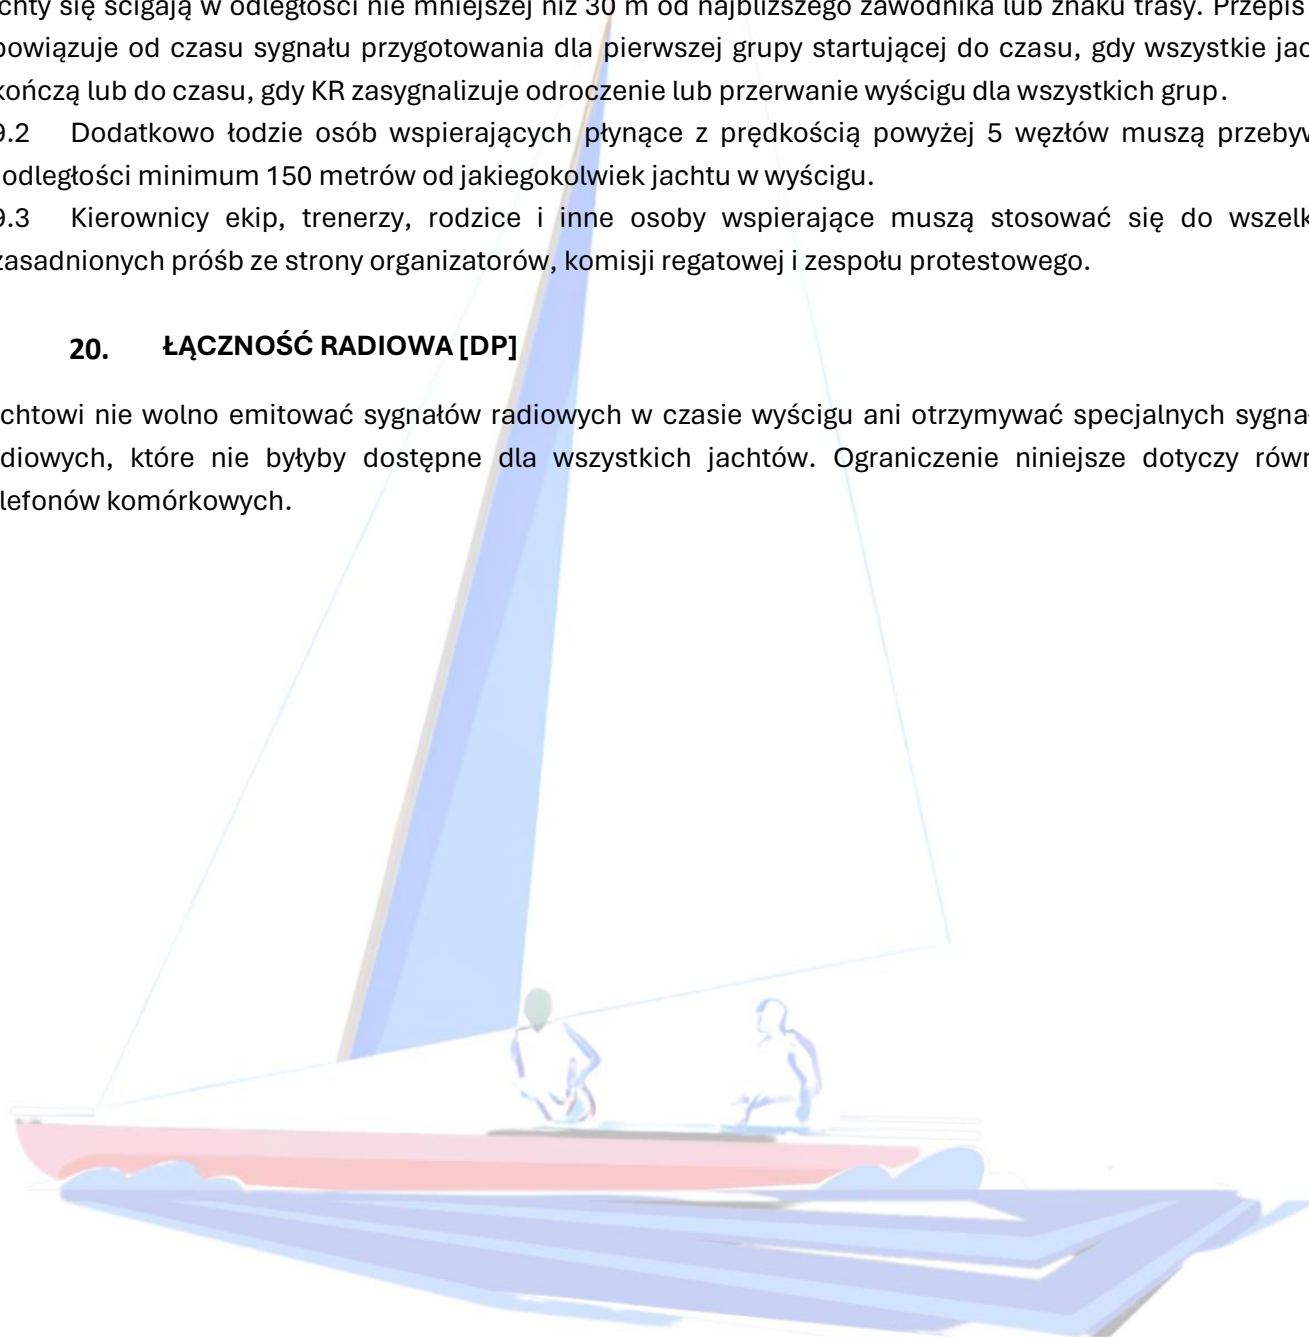 chty się ścigają w odległości nie mniejszej niż 30 m od najbliższego zawodnika lub znaku trasy. Przepis
powiązuje od czasu sygnału przygotowania dla pierwszej grupy startującej do czasu, gdy wszystkie jac
kończą lub do czasu, gdy KR zasygnalizuje odroczenie lub przerwanie wyścigu dla wszystkich grup.
9.2 Dodatkowo łodzie osób wspierających płynące z prędkością powyżej 5 węzłów muszą przebyw
odległości minimum 150 metrów od jakiegokolwiek jachtu w wyścigu.
9.3 Kierownicy ekip, trenerzy, rodzice i inne osoby wspierające muszą stosować się do wszelk
zasadnionych próśb ze strony organizatorów, komisji regatowej i zespołu protestowego.
20. ŁĄCZNOŚĆ RADIOWA [DP]
chtowi nie wolno emitować sygnałów radiowych w czasie wyścigu ani otrzymywać specjalnych sygna
diowych, które nie byłyby dostępne dla wszystkich jachtów. Ograniczenie niniejsze dotyczy równ
lefonów komórkowych.